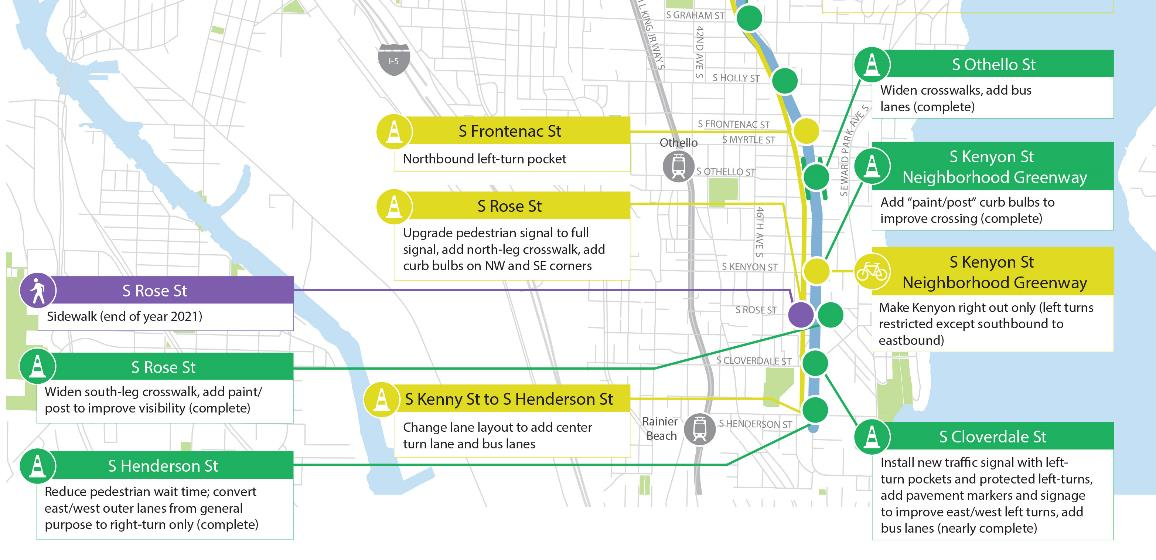 S GRAHAM ST
42ND AVE S
I-5
S HOLLY ST
S Othello St
Widen crosswalks, add bus
lanes (complete)
SEWARD PARK AVE S
S Frontenac St
Northbound left-turn pocket
S FRONTENAC ST
S MYRTLE ST
Othello
S OTHELLO ST
S Kenyon St
Neighborhood Greenway
Add “paint/post” curb bulbs to
improve crossing (complete)
S Rose St
Upgrade pedestrian signal to full
signal, add north-leg crosswalk, add
curb bulbs on NW and SE corners
46TH AVE S
S KENYON ST
S Kenyon St
Neighborhood Greenway
Make Kenyon right out only (left turns
restricted except southbound to
eastbound)
S Rose St
Sidewalk (end of year 2021)
S ROSE ST
S Rose St
Widen south-leg crosswalk, add paint/
post to improve visibility (complete)
S CLOVERDALE ST
S Kenny St to S Henderson St
Change lane layout to add center
turn lane and bus lanes
Rainier
Beach
S HENDERSON ST
S Cloverdale St
Install new traffic signal with left-
turn pockets and protected left-turns,
add pavement markers and signage
to improve east/west left turns, add
bus lanes (nearly complete)
S Henderson St
Reduce pedestrian wait time; convert
east/west outer lanes from general
purpose to right-turn only (complete)